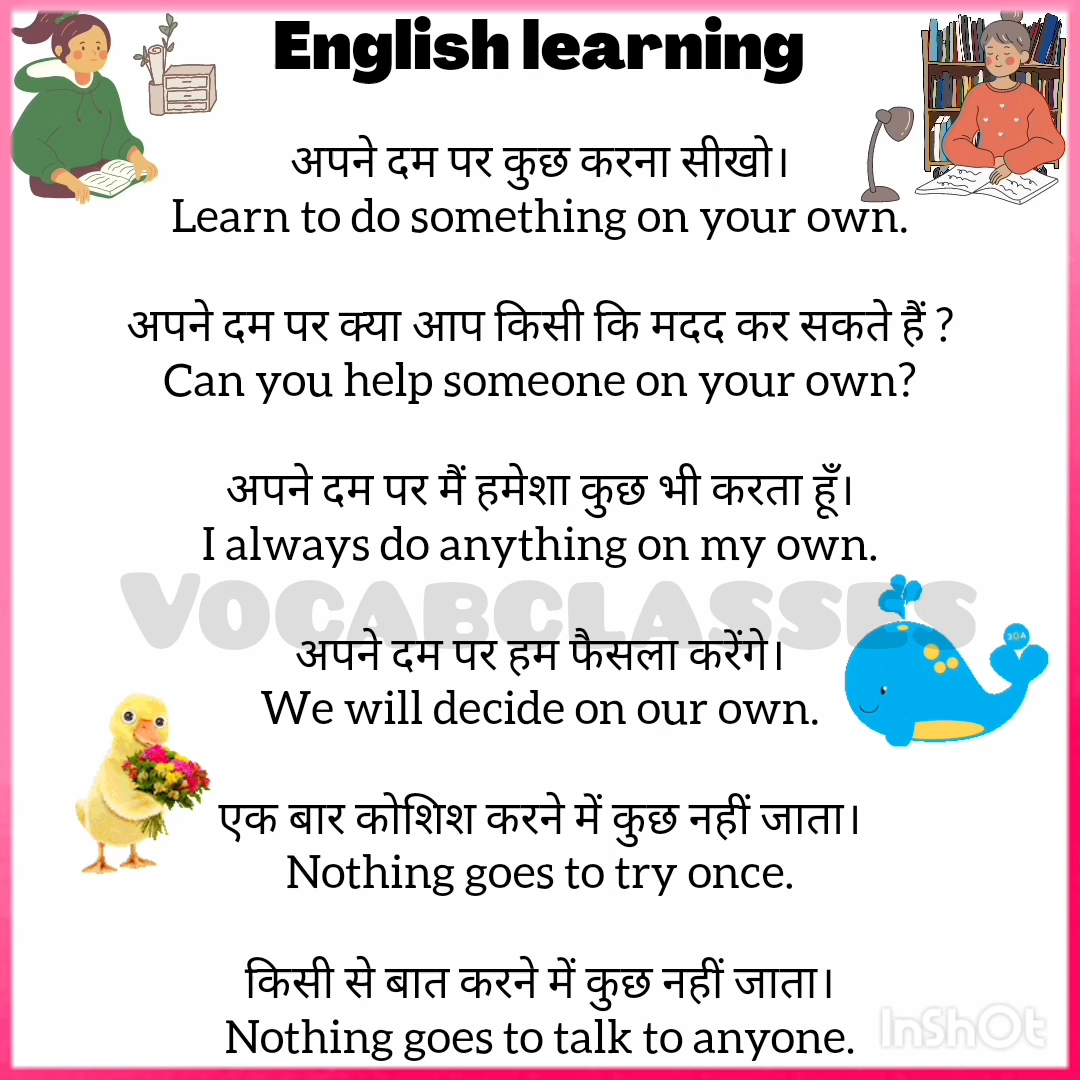 English learning
अपने दम पर कुछ करना सीखो।
Learn to do something on your own.
अपने दम पर क्या आप किसी कि मदद कर सकते हैं ?
Can you help someone on your own?
अपने दम पर मैं हमेशा कुछ भी करता हूँ।
I always do anything on my own.
VOCABCLASSES
अपने दम पर हम फैसला करेंगे।
We will decide on our own.
एक बार कोशिश करने में कुछ नहीं जाता।
Nothing goes to try once.
किसी से बात करने में कुछ नहीं जाता।
Nothing goes to talk to anyone.
InShOt